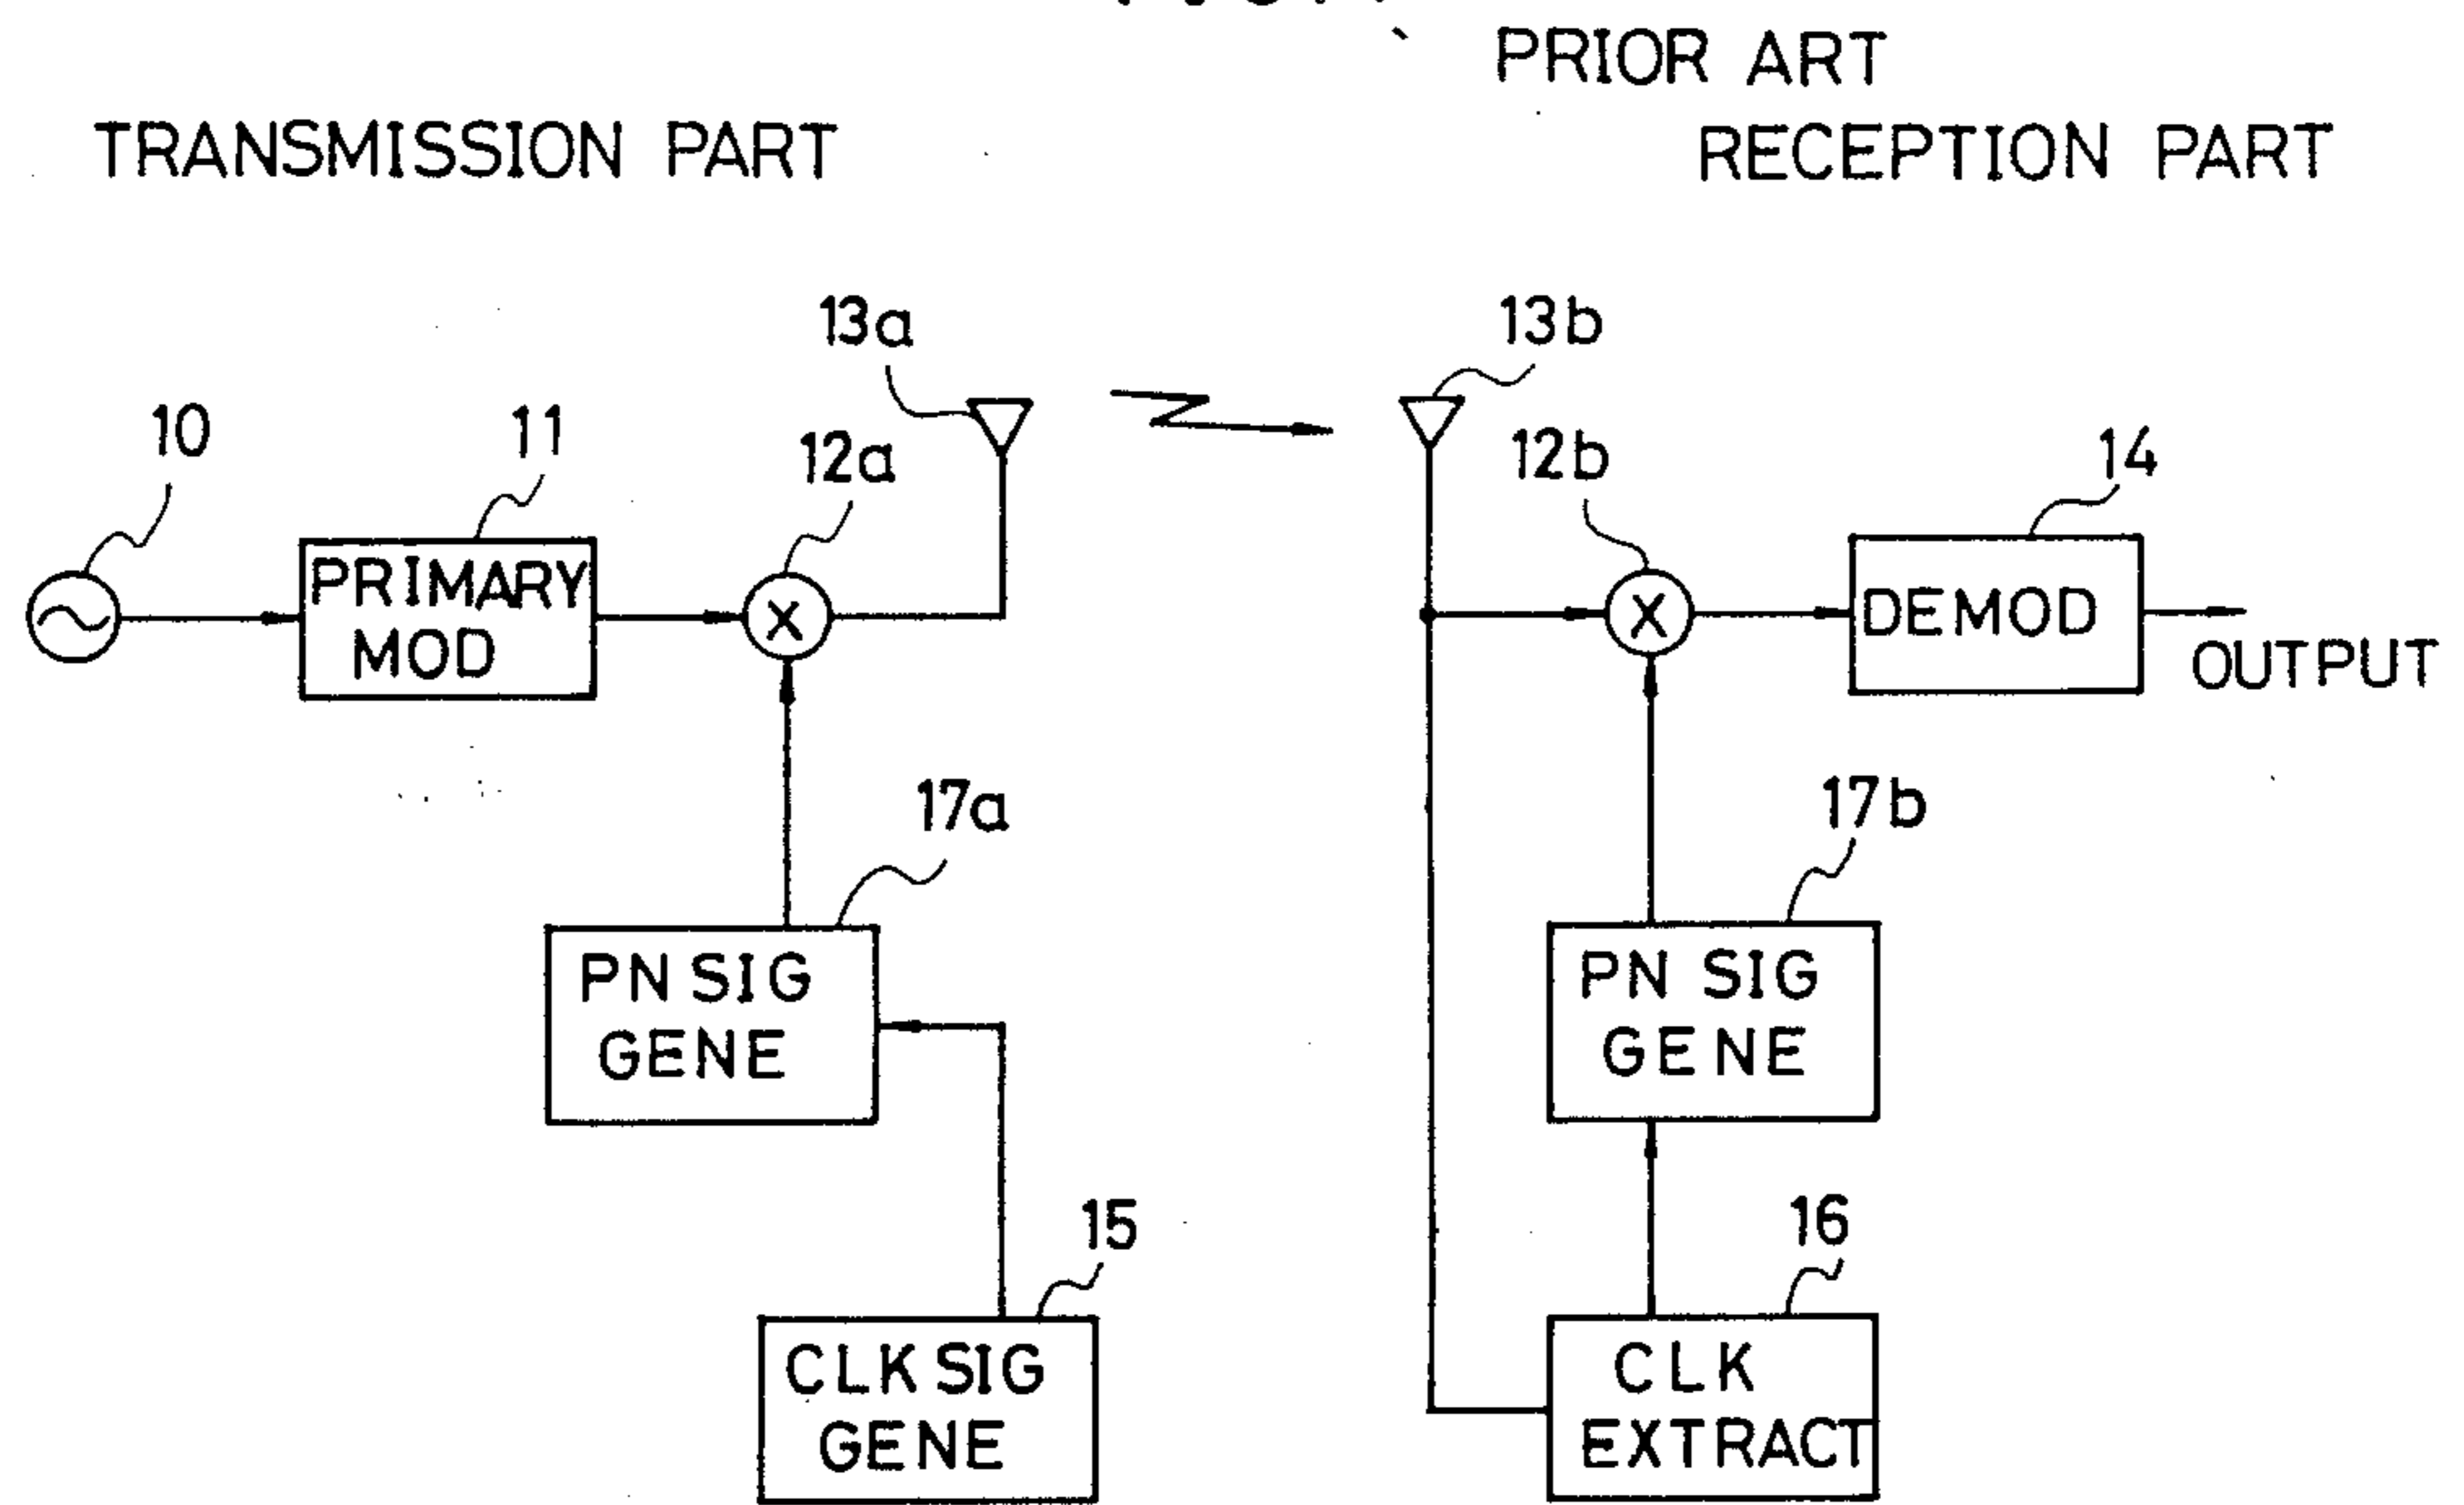 PRIOR ART
TRANSMISSION PART
RECEPTION PART
13a
13b
10
11
12a
12b
14
PRIMARY
MOD
X
X
DEMOD
OUTPUT
17a
17b
PN SIG
GENE
PN SIG
GENE
15
16
CLK SIG
GENE
CLK
EXTRACT